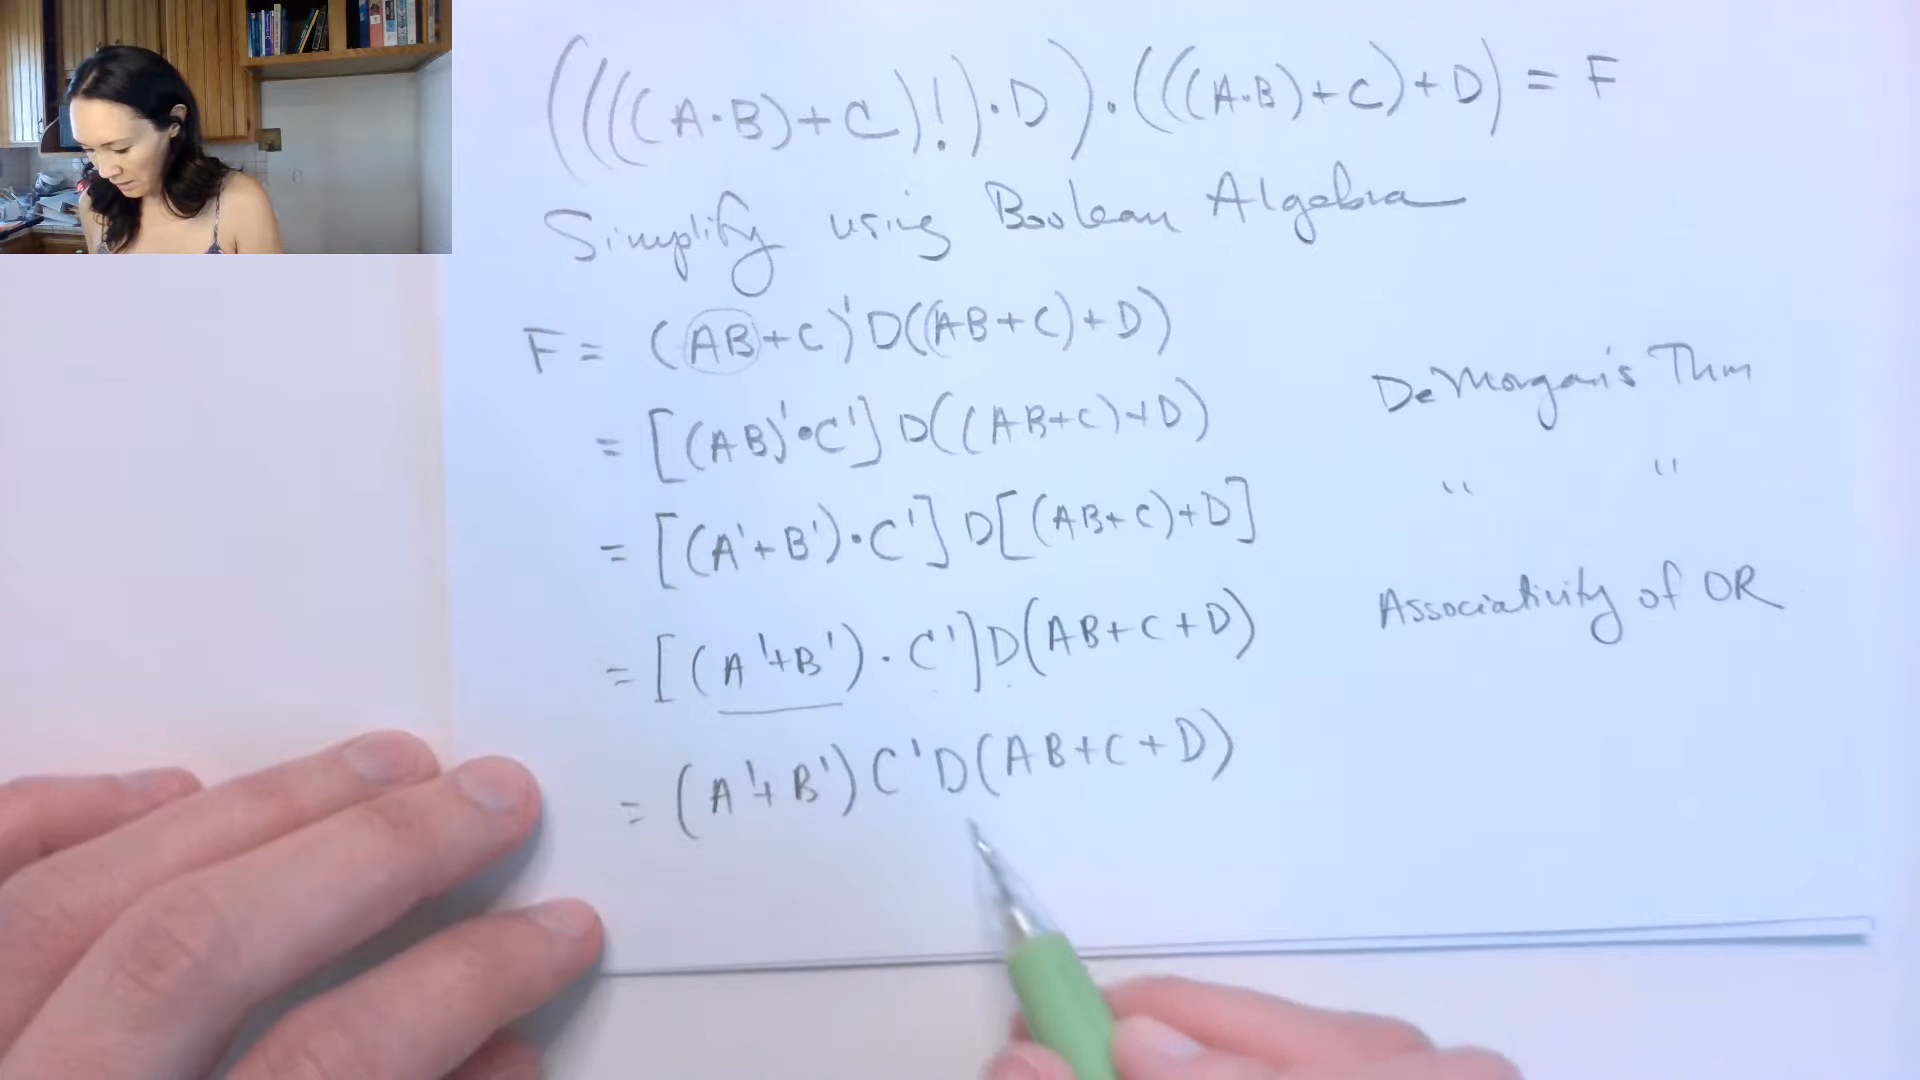 ((((A·B)+C)!)·D)·(((A·B)+C)+D) = F
Simplify using Boolean Algebra
F = (AB+C)'D((AB+C)+D)
= [(AB)'·C']D((AB+C)+D) DeMorgan's Thm
= [(A'+B')·C']D[(AB+C)+D] " "
= [(A'+B')·C']D(AB+C+D) Associativity of OR
= (A'+B')C'D(AB+C+D)